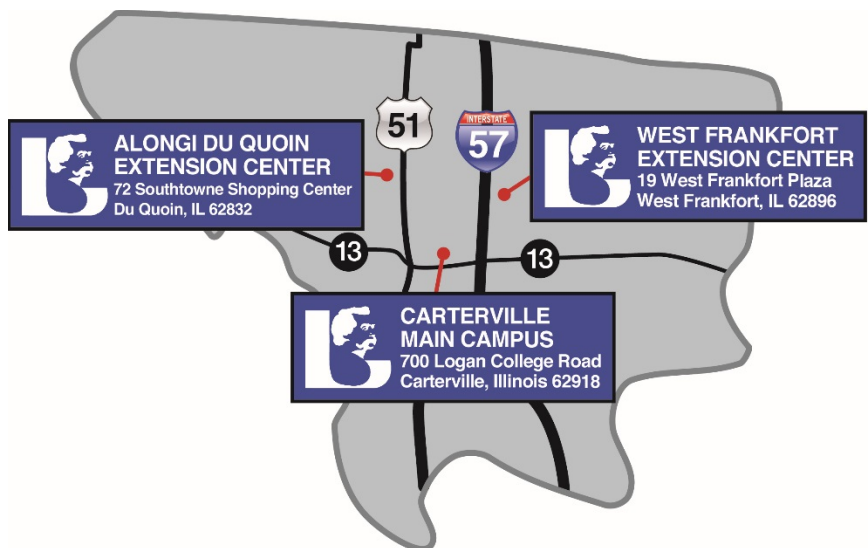 51
INTERSTATE
57
ALONGI DU QUOIN
EXTENSION CENTER
72 Southtowne Shopping Center
Du Quoin, IL 62832
WEST FRANKFORT
EXTENSION CENTER
19 West Frankfort Plaza
West Frankfort, IL 62896
13
13
CARTERVILLE
MAIN CAMPUS
700 Logan College Road
Carterville, Illinois 62918